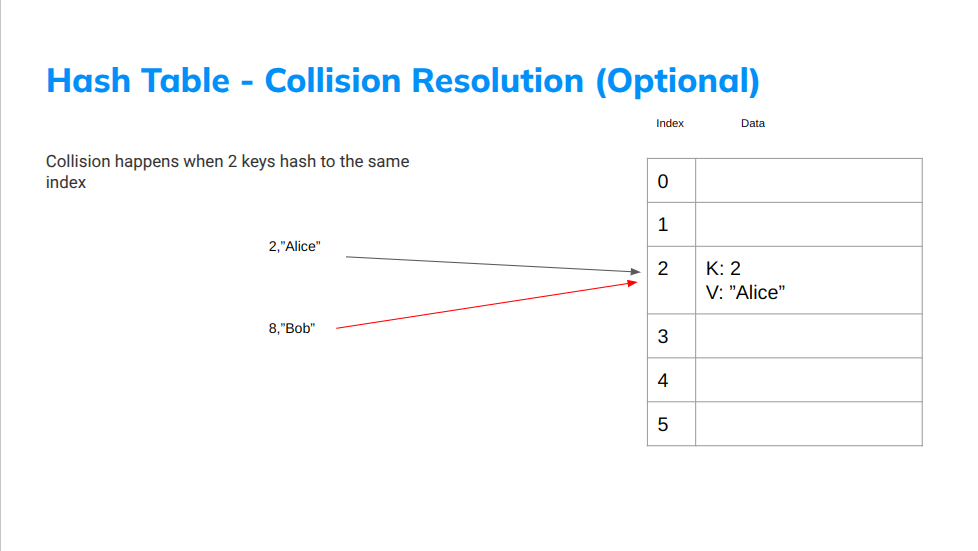 Hash Table - Collision Resolution (Optional)
Index Data
Collision happens when 2 keys hash to the same
index
2,”Alice”
8,”Bob”
0
1
2 K: 2
V: ”Alice”
3
4
5